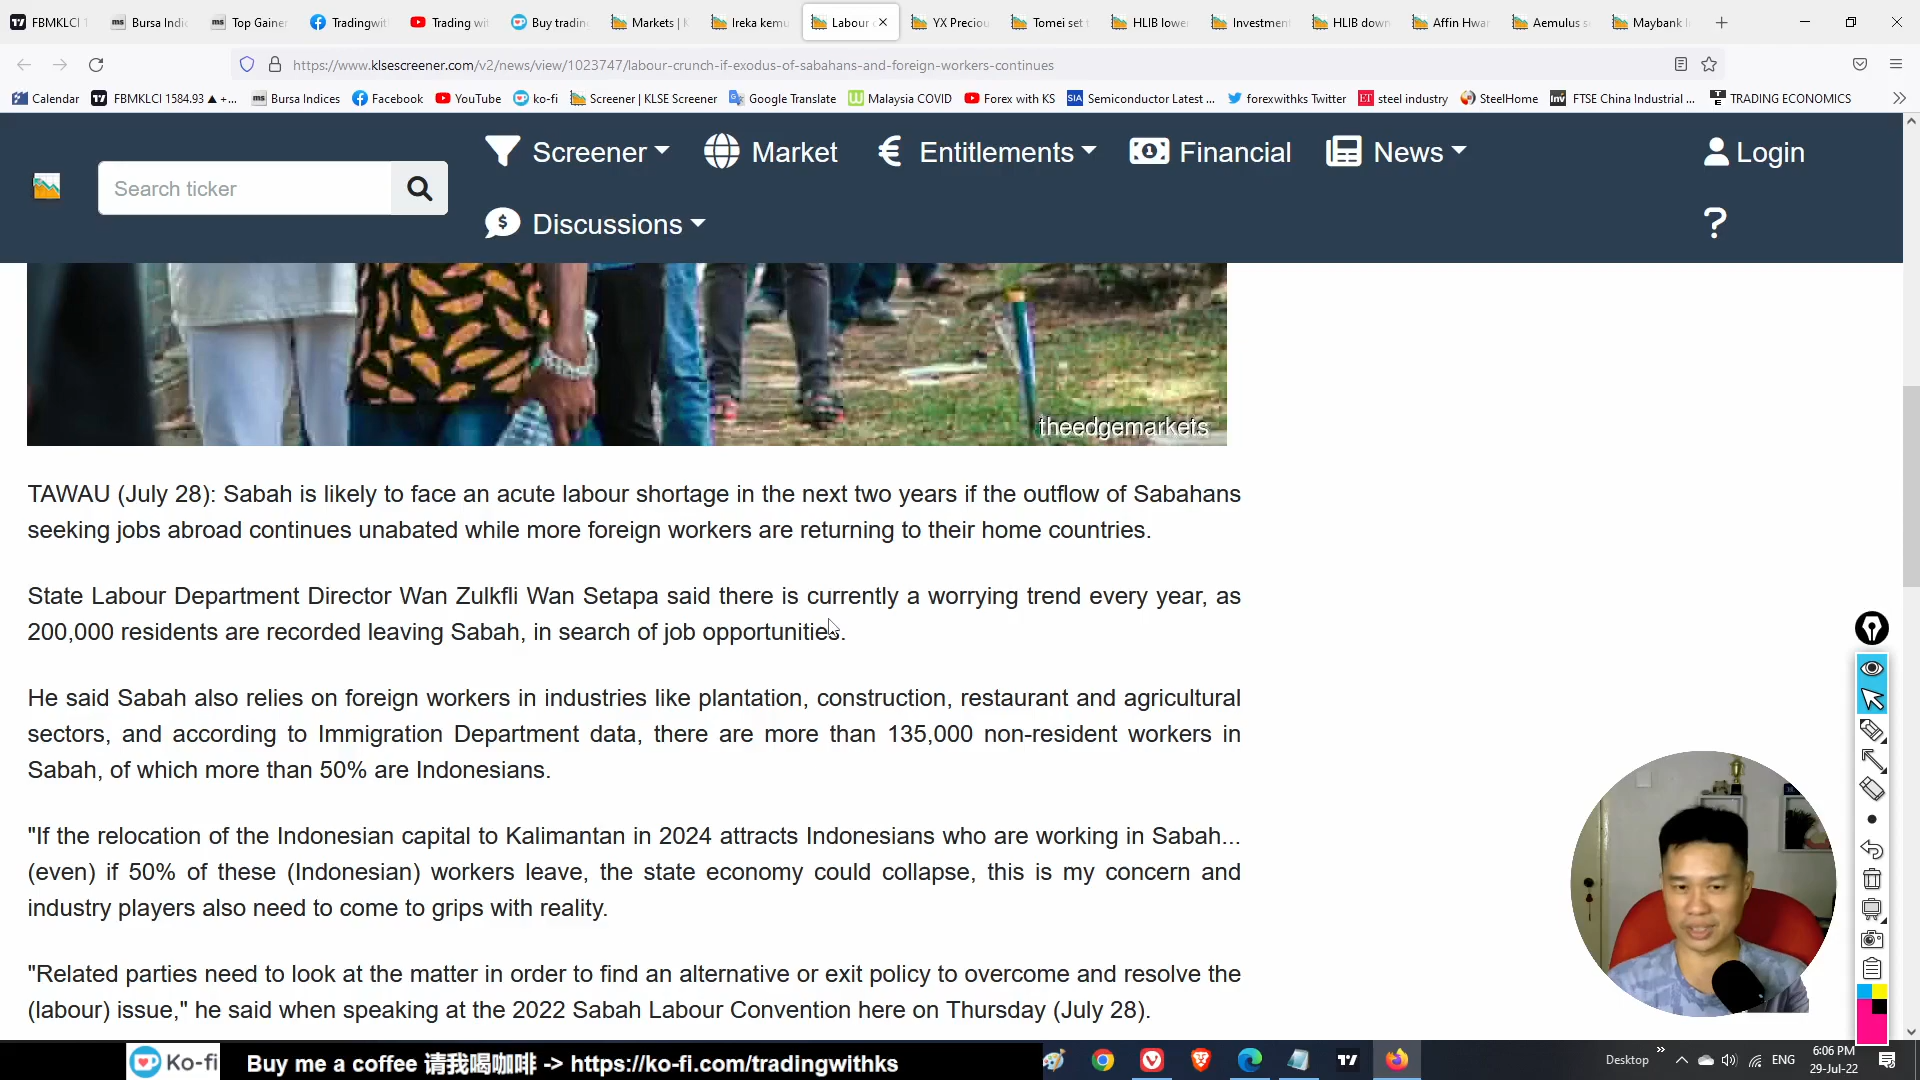 FBMKLCI 1
Bursa Indic
Top Gainer
Tradingwit
Trading wit
Buy trading
Markets | K
Ireka kemu
Labour c
YX Preciou
Tomei set t
HLIB lower
Investment
HLIB down
Affin Hwan
Aemulus s
Maybank I
https://www.klsescreener.com/v2/news/view/1023747/labour-crunch-if-exodus-of-sabahans-and-foreign-workers-continues
Calendar
FBMKLCI 1584.93 ▲ +...
Bursa Indices
Facebook
YouTube
ko-fi
Screener | KLSE Screener
Google Translate
Malaysia COVID
Forex with KS
SIA Semiconductor Latest ...
forexwithks Twitter
ET steel industry
SteelHome
Inv FTSE China Industrial ...
TRADING ECONOMICS
Search ticker
Screener
Market
Entitlements
Financial
News
Login
Discussions
?
theedgemarkets
TAWAU (July 28): Sabah is likely to face an acute labour shortage in the next two years if the outflow of Sabahans
seeking jobs abroad continues unabated while more foreign workers are returning to their home countries.
State Labour Department Director Wan Zulkfli Wan Setapa said there is currently a worrying trend every year, as
200,000 residents are recorded leaving Sabah, in search of job opportunities.
He said Sabah also relies on foreign workers in industries like plantation, construction, restaurant and agricultural
sectors, and according to Immigration Department data, there are more than 135,000 non-resident workers in
Sabah, of which more than 50% are Indonesians.
"If the relocation of the Indonesian capital to Kalimantan in 2024 attracts Indonesians who are working in Sabah...
(even) if 50% of these (Indonesian) workers leave, the state economy could collapse, this is my concern and
industry players also need to come to grips with reality.
"Related parties need to look at the matter in order to find an alternative or exit policy to overcome and resolve the
(labour) issue," he said when speaking at the 2022 Sabah Labour Convention here on Thursday (July 28).
Ko-fi
Buy me a coffee 请我喝咖啡 -> https://ko-fi.com/tradingwithks
Desktop
ENG
6:06 PM
29-Jul-22